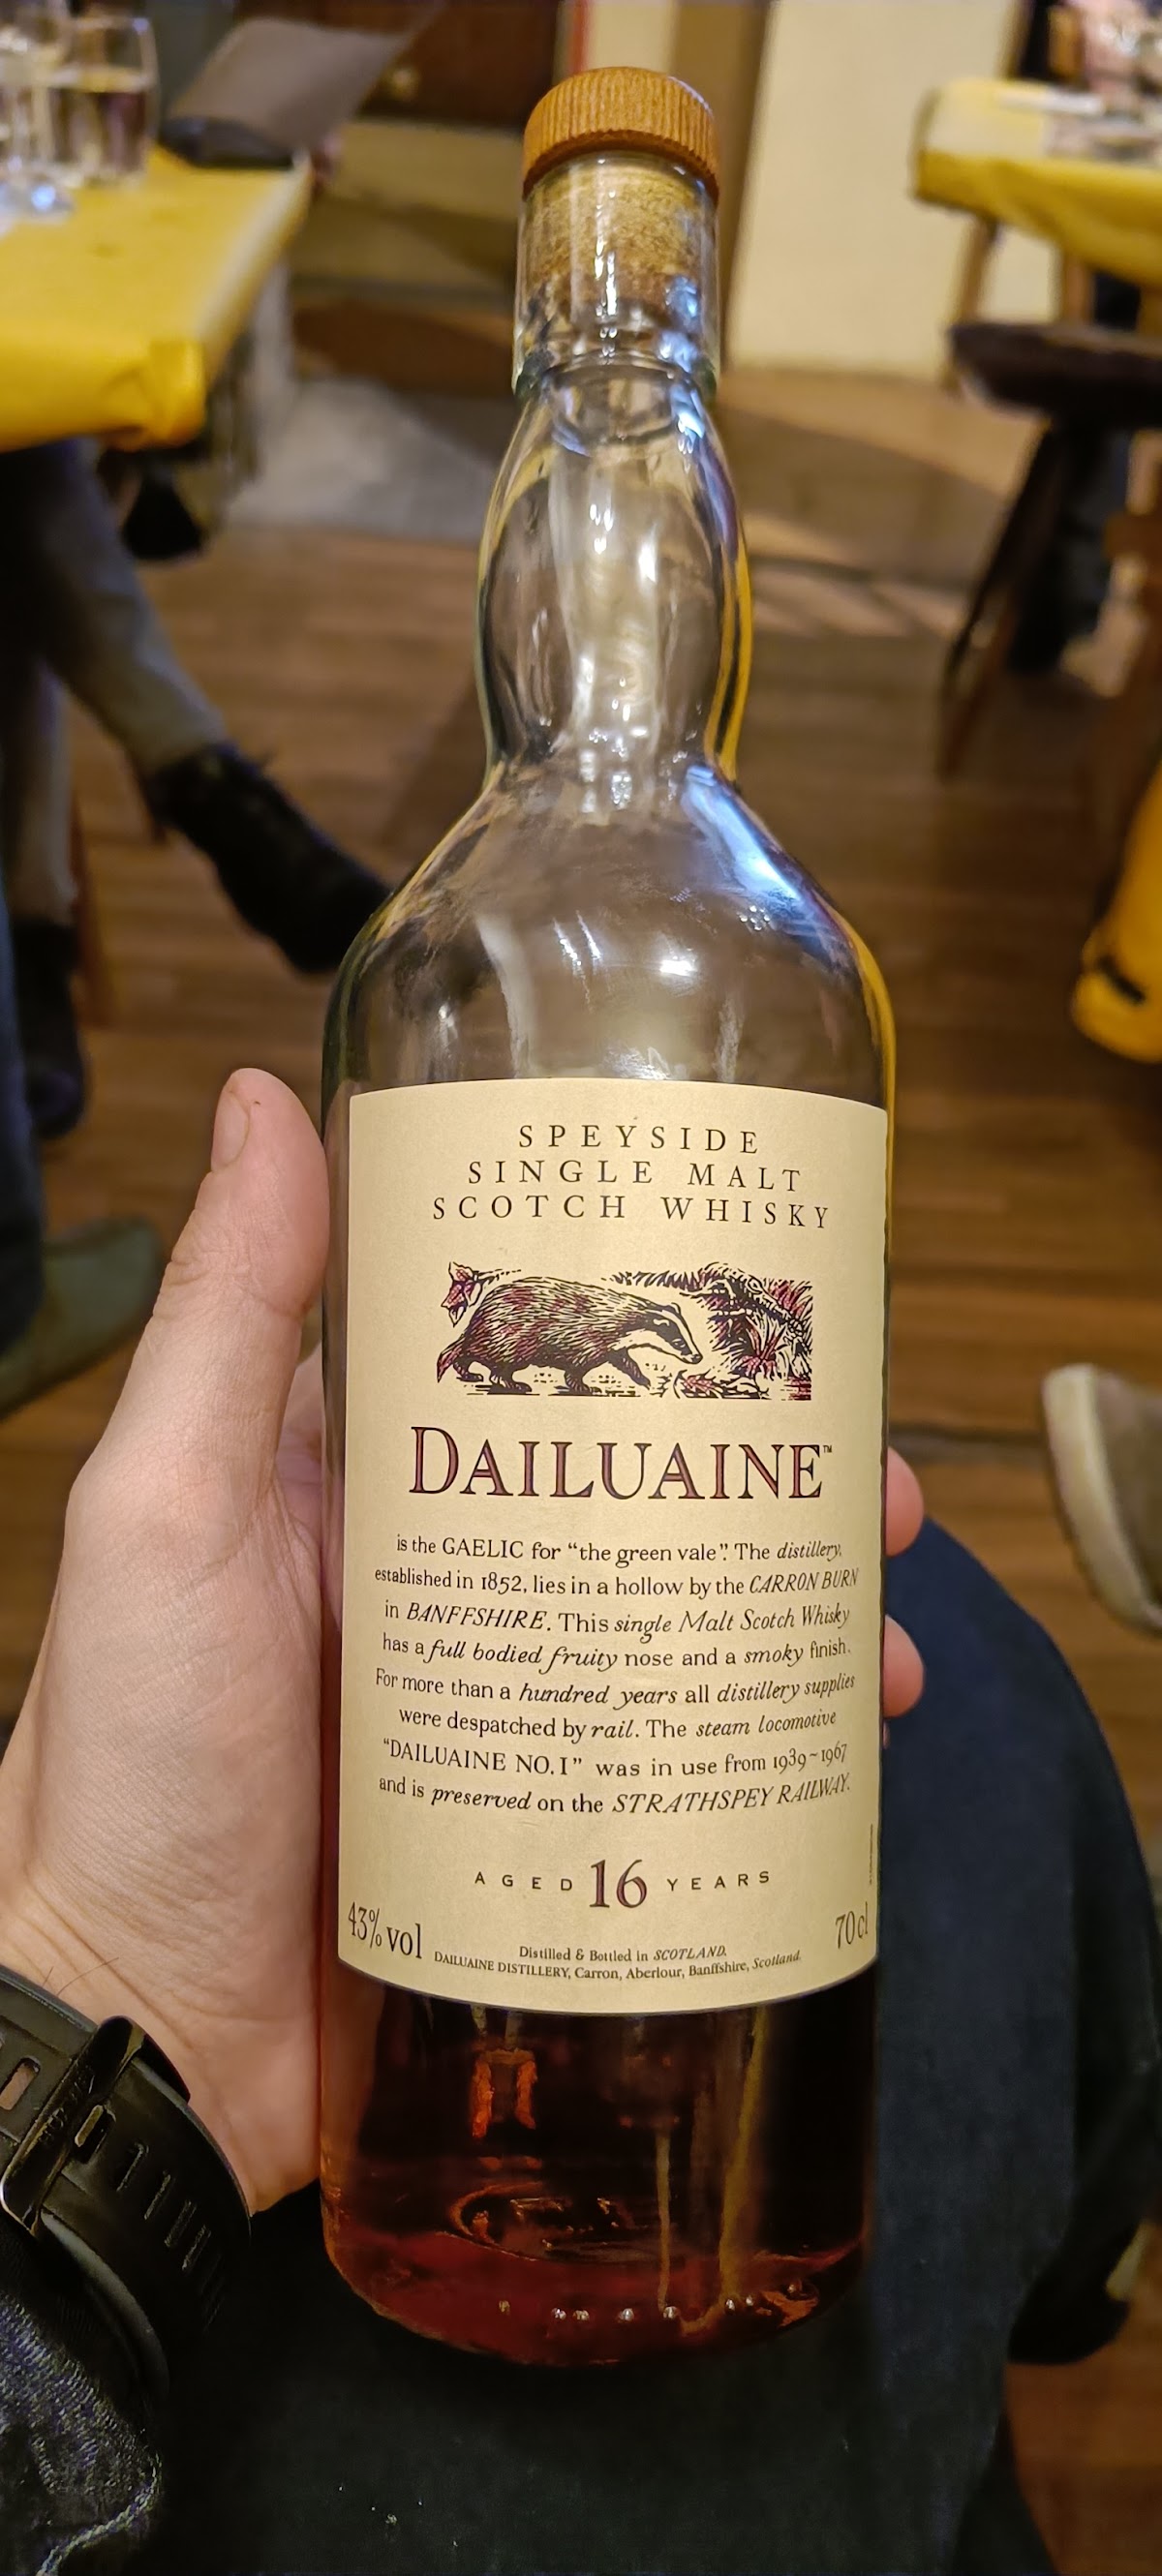 SPEYSIDE
SINGLE MALT
SCOTCH WHISKY
DAILUAINE™
is the GAELIC for “the green vale”. The distillery,
established in 1852, lies in a hollow by the CARRON BURN
in BANFFSHIRE. This single Malt Scotch Whisky
has a full bodied fruity nose and a smoky finish.
For more than a hundred years all distillery supplies
were despatched by rail. The steam locomotive
“DAILUAINE NO.1” was in use from 1939~1967
and is preserved on the STRATHSPEY RAILWAY.
AGED 16 YEARS
43% vol
70cl
Distilled & Bottled in SCOTLAND.
DAILUAINE DISTILLERY, Carron, Aberlour, Banffshire, Scotland.